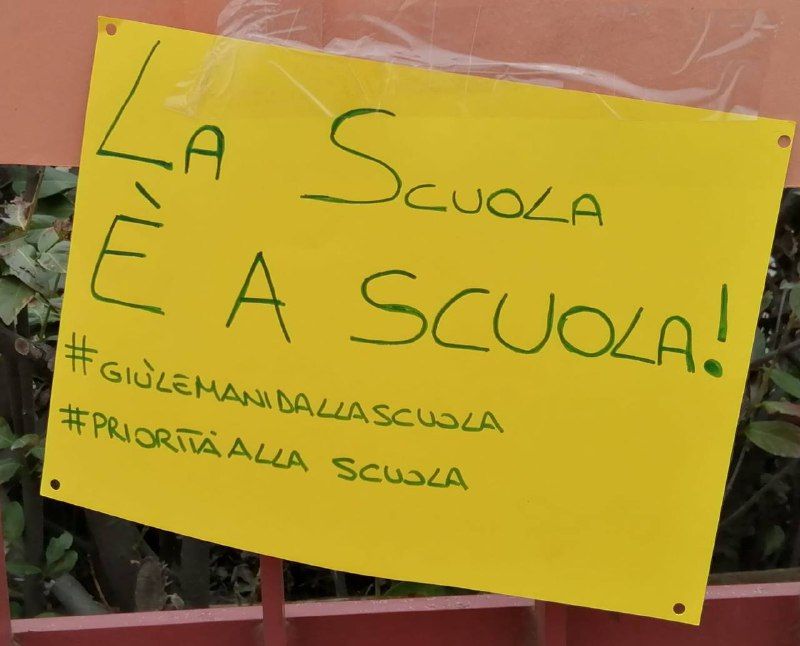 La Scuola
È A SCUOLA!
#GIÙLEMANIDALLASCUOLA
#PRIORITÀALLA SCUOLA